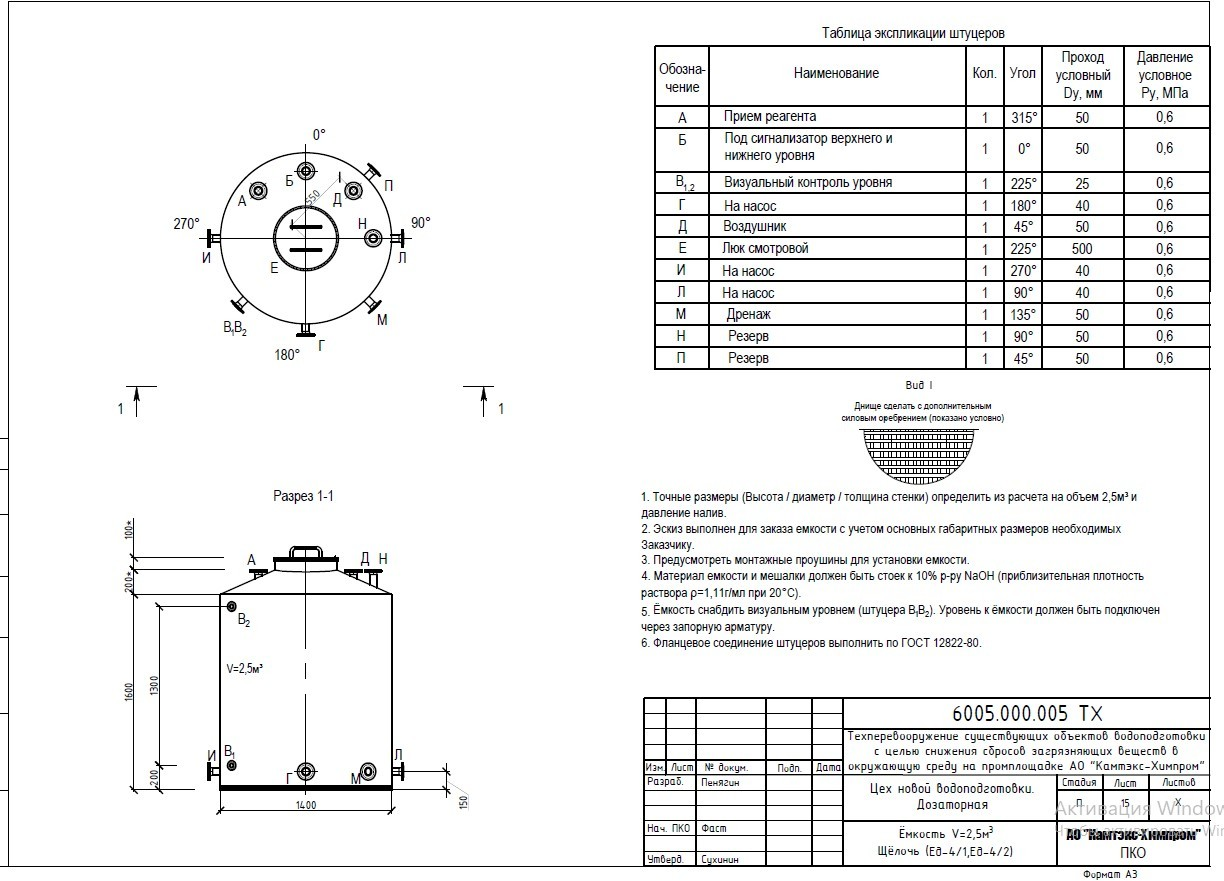 Таблица экспликации штуцеров
Обозна-
чение
Наименование
Кол.
Угол
Проход
условный
Dy, мм
Давление
условное
Py, МПа
А Прием реагента 1 315° 50 0,6
Б Под сигнализатор верхнего и
нижнего уровня 1 0° 50 0,6
В1,2 Визуальный контроль уровня 1 225° 25 0,6
Г На насос 1 180° 40 0,6
Д Воздушник 1 45° 50 0,6
Е Люк смотровой 1 225° 500 0,6
И На насос 1 270° 40 0,6
Л На насос 1 90° 40 0,6
М Дренаж 1 135° 50 0,6
Н Резерв 1 90° 50 0,6
П Резерв 1 45° 50 0,6
0°
Б
I
П
А
550
Д
270°
Н
90°
И
Е
Л
В1В2
М
Г
180°
1
1
Вид I
Днище сделать с дополнительным
силовым оребрением (показано условно)
Разрез 1-1
100*
А
Д Н
200*
В2
V=2,5м³
1600
1300
И В1
Л
Г
М
200
1400
150
1. Точные размеры (Высота / диаметр / толщина стенки) определить из расчета на объем 2,5м³ и
давление налив.
2. Эскиз выполнен для заказа емкости с учетом основных габаритных размеров необходимых
Заказчику.
3. Предусмотреть монтажные проушины для установки емкости.
4. Материал емкости и мешалки должен быть стоек к 10% р-ру NaOH (приблизительная плотность
раствора ρ=1,11г/мл при 20°С).
5. Ёмкость снабдить визуальным уровнем (штуцера В1В2). Уровень к ёмкости должен быть подключен
через запорную арматуру.
6. Фланцевое соединение штуцеров выполнить по ГОСТ 12822-80.
6005.000.005 ТХ
Техперевооружение существующих объектов водоподготовки
с целью снижения сбросов загрязняющих веществ в
окружающую среду на промплощадке АО "Камтэкс-Химпром"
Изм. Лист № докум. Подп. Дата
Разраб. Пенягин
Цех новой водоподготовки.
Дозаторная
Стадия Лист Листов
П 15 X
Нач. ПКО Фаст
Утверд. Сухинин
Ёмкость V=2,5м³
Щёлочь (Ед-4/1,Ед-4/2)
АО "Камтэкс-Химпром"
ПКО
Формат А3
Активация Window